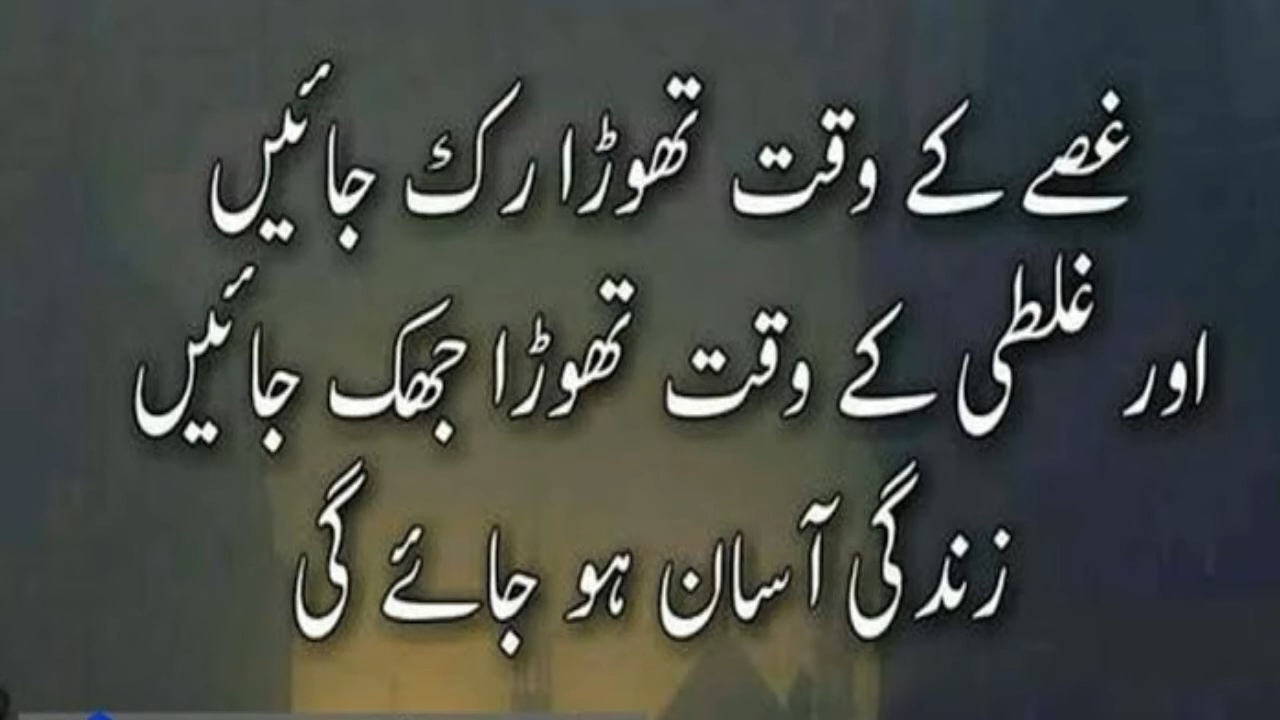 غصے کے وقت تھوڑا رک جائیں
اور غلطی کے وقت تھوڑا جھک جائیں
زندگی آسان ہو جائے گی